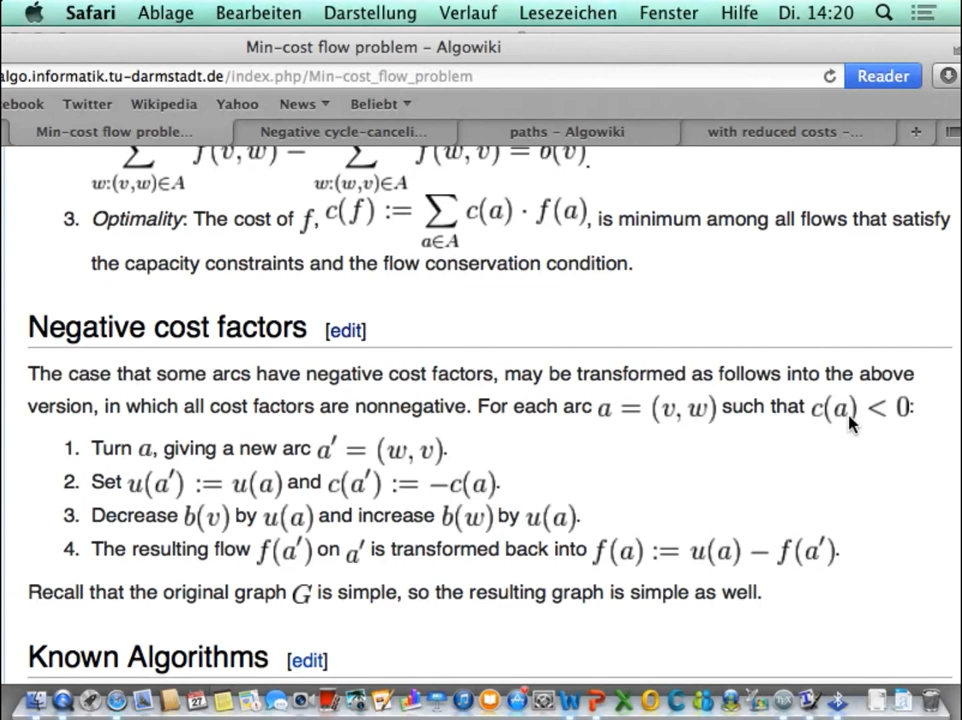 Safari Ablage Bearbeiten Darstellung Verlauf Lesezeichen Fenster Hilfe Di. 14:20
Min-cost flow problem – Algowiki
algo.informatik.tu-darmstadt.de/index.php/Min-cost_flow_problem Reader
ebook Twitter Wikipedia Yahoo News ▼ Beliebt ▼
Min-cost flow proble... Negative cycle-canceli... paths – Algowiki with reduced costs –... +
∑ f(v, w) − ∑ f(w, v) = b(v).
w:(v,w)∈A w:(w,v)∈A
3. Optimality: The cost of f, c(f) := ∑ c(a) · f(a), is minimum among all flows that satisfy
a∈A
the capacity constraints and the flow conservation condition.
Negative cost factors [edit]
The case that some arcs have negative cost factors, may be transformed as follows into the above
version, in which all cost factors are nonnegative. For each arc a = (v, w) such that c(a) < 0:
1. Turn a, giving a new arc a′ = (w, v).
2. Set u(a′) := u(a) and c(a′) := −c(a).
3. Decrease b(v) by u(a) and increase b(w) by u(a).
4. The resulting flow f(a′) on a′ is transformed back into f(a) := u(a) − f(a′).
Recall that the original graph G is simple, so the resulting graph is simple as well.
Known Algorithms [edit]